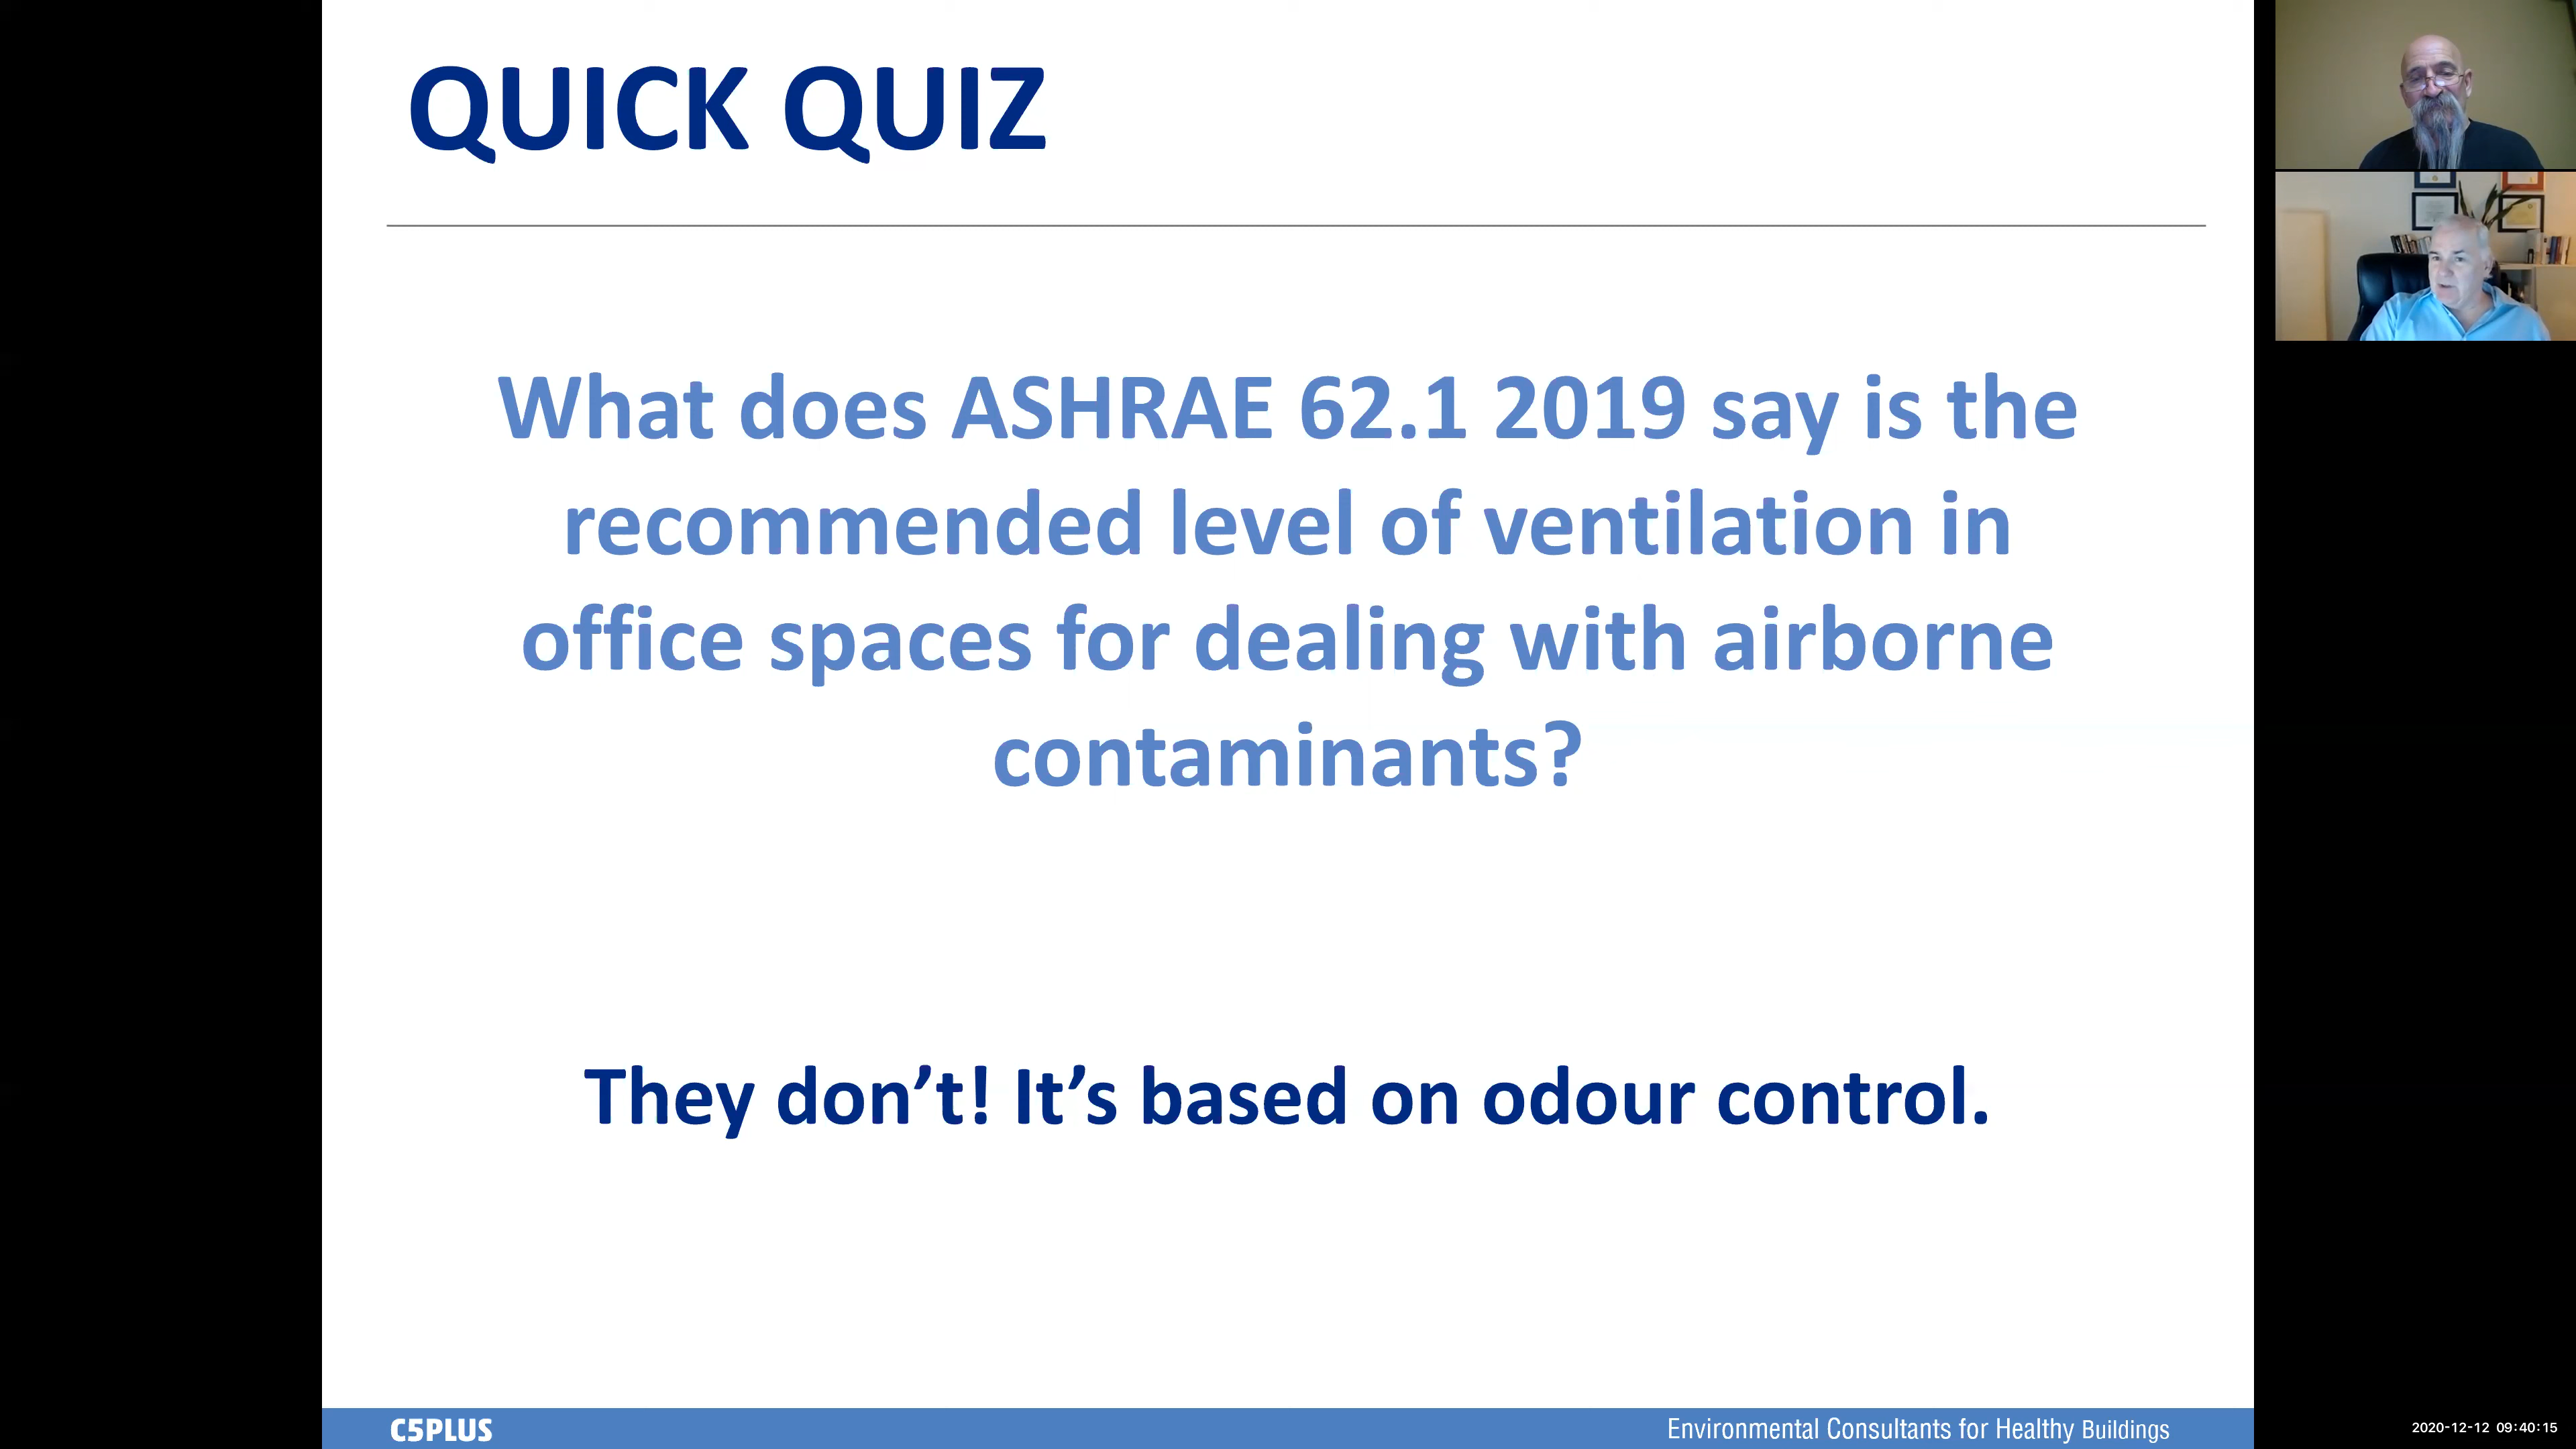 QUICK QUIZ
What does ASHRAE 62.1 2019 say is the
recommended level of ventilation in
office spaces for dealing with airborne
contaminants?
They don’t! It’s based on odour control.
C5PLUS
Environmental Consultants for Healthy Buildings
2020-12-12 09:40:15